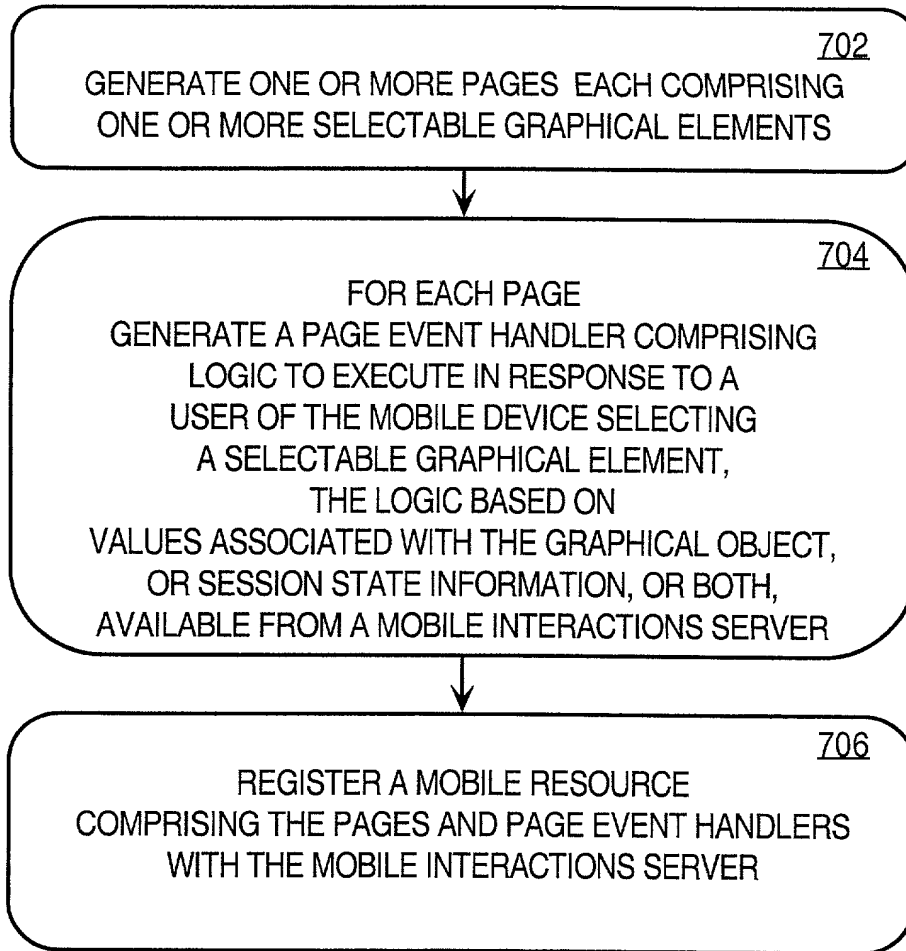 702
GENERATE ONE OR MORE PAGES EACH COMPRISING
ONE OR MORE SELECTABLE GRAPHICAL ELEMENTS
704
FOR EACH PAGE
GENERATE A PAGE EVENT HANDLER COMPRISING
LOGIC TO EXECUTE IN RESPONSE TO A
USER OF THE MOBILE DEVICE SELECTING
A SELECTABLE GRAPHICAL ELEMENT,
THE LOGIC BASED ON
VALUES ASSOCIATED WITH THE GRAPHICAL OBJECT,
OR SESSION STATE INFORMATION, OR BOTH,
AVAILABLE FROM A MOBILE INTERACTIONS SERVER
706
REGISTER A MOBILE RESOURCE
COMPRISING THE PAGES AND PAGE EVENT HANDLERS
WITH THE MOBILE INTERACTIONS SERVER